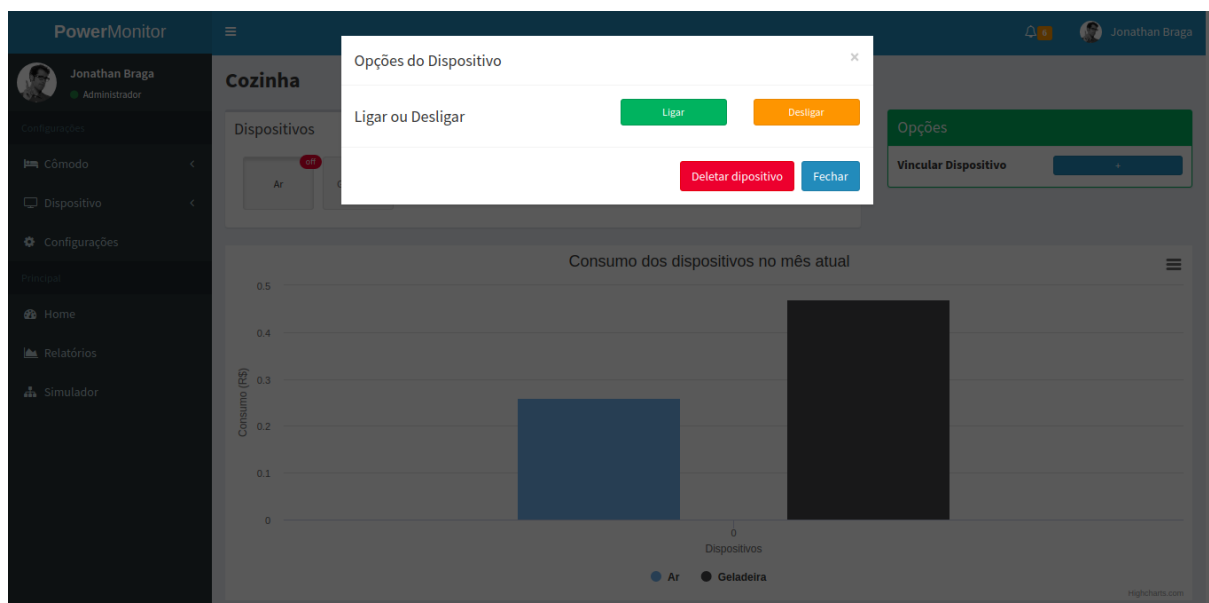 PowerMonitor
Jonathan Braga
Jonathan Braga
Administrador
Configurações
Cômodo
Dispositivo
Configurações
Principal
Home
Relatórios
Simulador
Cozinha
Dispositivos
off
Ar
Opções do Dispositivo
×
Ligar ou Desligar
Ligar
Desligar
Deletar dipositivo
Fechar
Opções
Vincular Dispositivo
+
Consumo dos dispositivos no mês atual
Consumo (R$)
0.5
0.4
0.3
0.2
0.1
0
0
Dispositivos
Ar
Geladeira
Highcharts.com